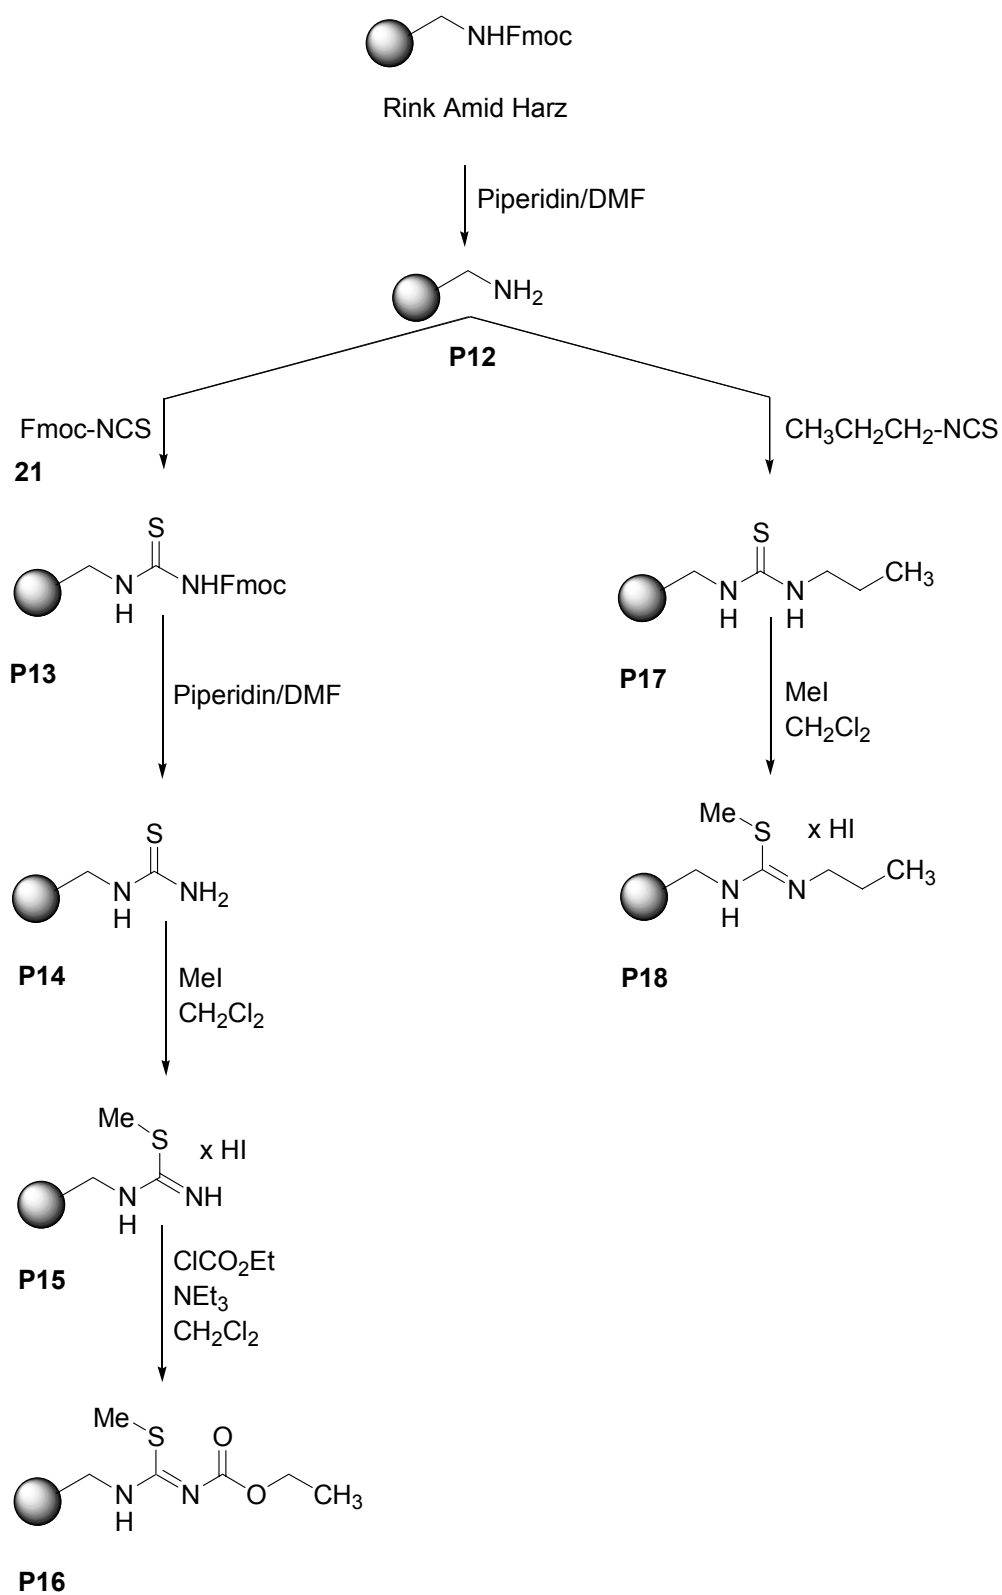 NHFmoc
Rink Amid Harz
Piperidin/DMF
NH2
P12
Fmoc-NCS
21
CH3CH2CH2-NCS
S
N
H
NHFmoc
P13
S
N
H
N
H
CH3
P17
Piperidin/DMF
MeI
CH2Cl2
S
N
H
NH2
P14
Me
S
x HI
N
H
N
CH3
P18
MeI
CH2Cl2
Me
S
x HI
N
H
NH
P15
ClCO2Et
NEt3
CH2Cl2
Me
S
O
N
H
N
O
CH3
P16